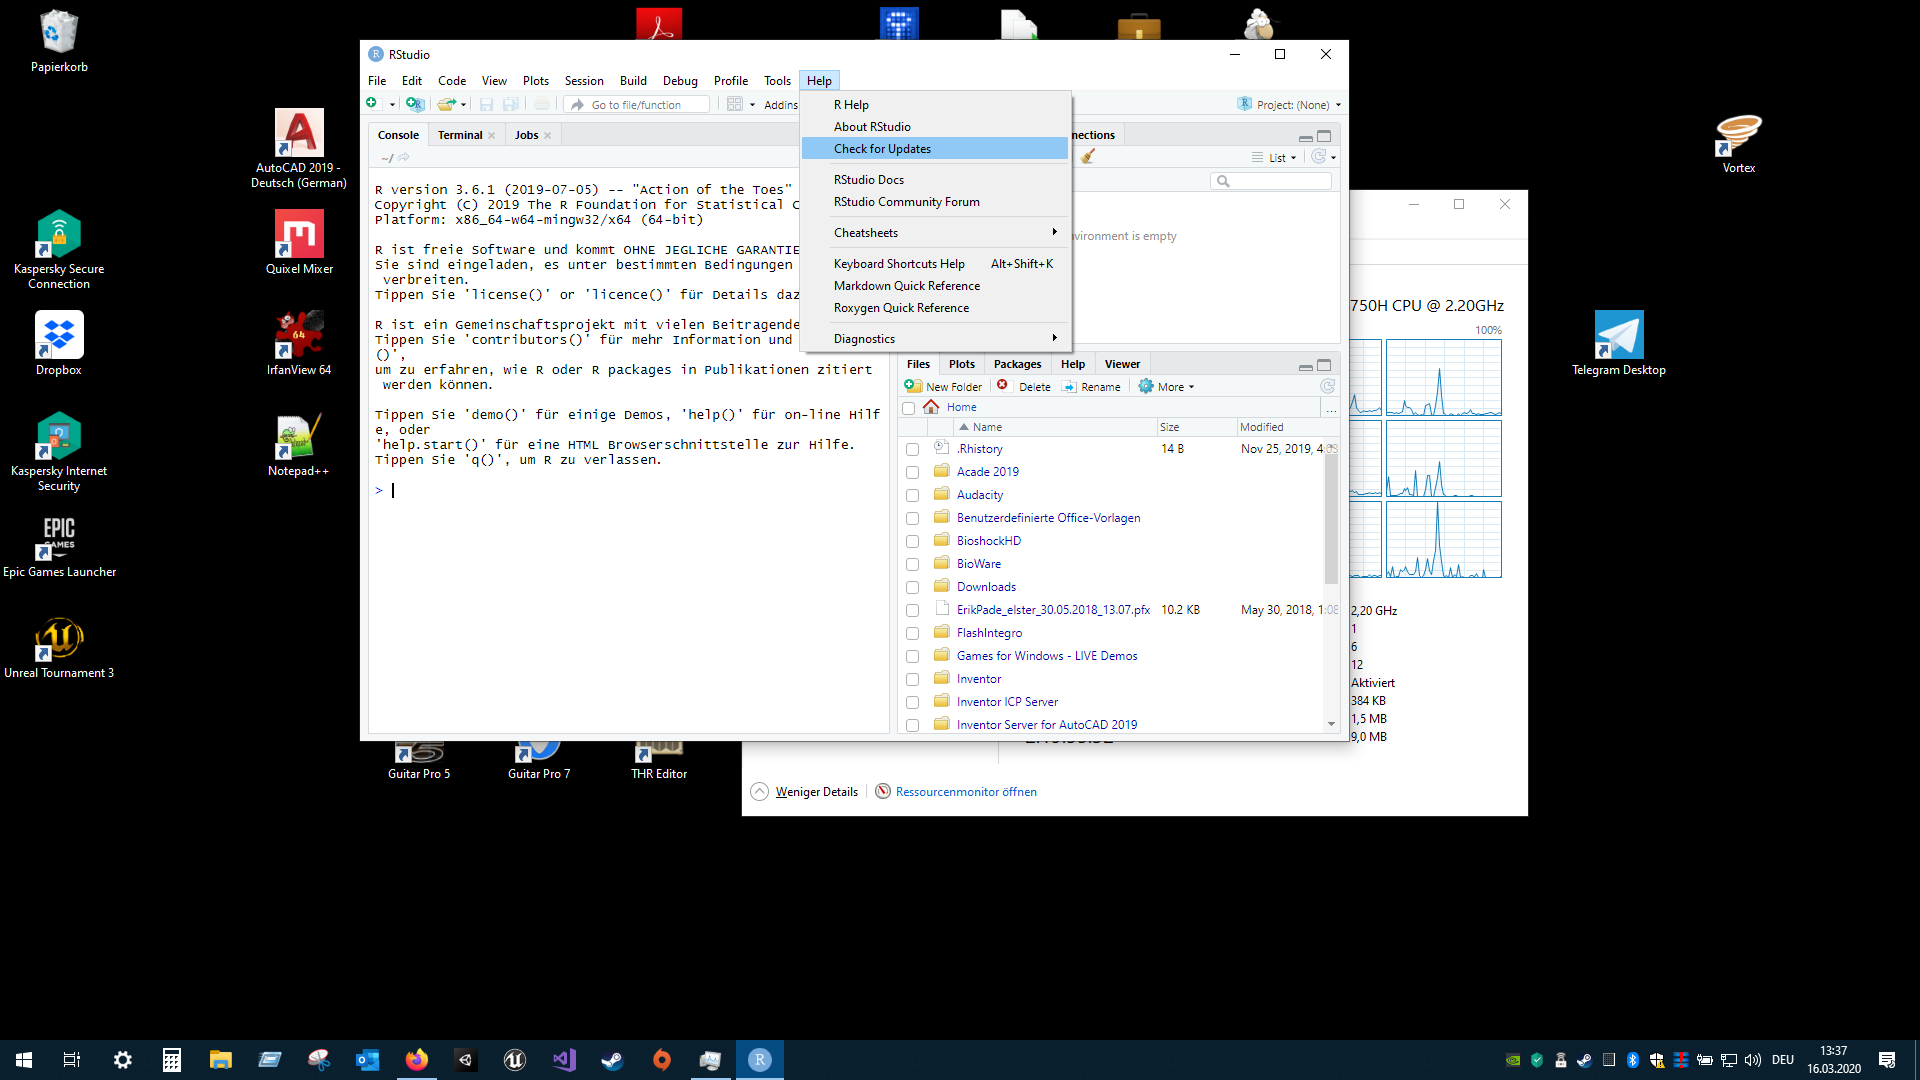 Papierkorb
AutoCAD 2019 -
Deutsch (German)
Kaspersky Secure
Connection
Quixel Mixer
Dropbox
IrfanView 64
Kaspersky Internet
Security
Notepad++
EPIC
GAMES
Epic Games Launcher
Unreal Tournament 3
Guitar Pro 5
Guitar Pro 7
THR Editor
Vortex
Telegram Desktop
RStudio
File Edit Code View Plots Session Build Debug Profile Tools Help
Go to file/function
Addins
Project: (None)
Console
Terminal
Jobs
~/
R version 3.6.1 (2019-07-05) -- "Action of the Toes"
Copyright (C) 2019 The R Foundation for Statistical C
Platform: x86_64-w64-mingw32/x64 (64-bit)
R ist freie Software und kommt OHNE JEGLICHE GARANTIE
Sie sind eingeladen, es unter bestimmten Bedingungen
verbreiten.
Tippen Sie 'license()' or 'licence()' für Details daz
R ist ein Gemeinschaftsprojekt mit vielen Beitragende
Tippen Sie 'contributors()' für mehr Information und
()',
um zu erfahren, wie R oder R packages in Publikationen zitiert
werden können.
Tippen Sie 'demo()' für einige Demos, 'help()' für on-line Hilf
e, oder
'help.start()' für eine HTML Browserschnittstelle zur Hilfe.
Tippen Sie 'q()', um R zu verlassen.
>
R Help
About RStudio
Check for Updates
RStudio Docs
RStudio Community Forum
Cheatsheets
Keyboard Shortcuts Help Alt+Shift+K
Markdown Quick Reference
Roxygen Quick Reference
Diagnostics
nnections
List
vironment is empty
Files Plots Packages Help Viewer
New Folder Delete Rename More
Home
...
Name Size Modified
.Rhistory 14 B Nov 25, 2019, 4:03
Acade 2019
Audacity
Benutzerdefinierte Office-Vorlagen
BioshockHD
BioWare
Downloads
ErikPade_elster_30.05.2018_13.07.pfx 10.2 KB May 30, 2018, 1:08
FlashIntegro
Games for Windows - LIVE Demos
Inventor
Inventor ICP Server
Inventor Server for AutoCAD 2019
750H CPU @ 2.20GHz
100%
2,20 GHz
1
6
12
Aktiviert
384 KB
1,5 MB
9,0 MB
Weniger Details
Ressourcenmonitor öffnen
DEU
13:37
16.03.2020